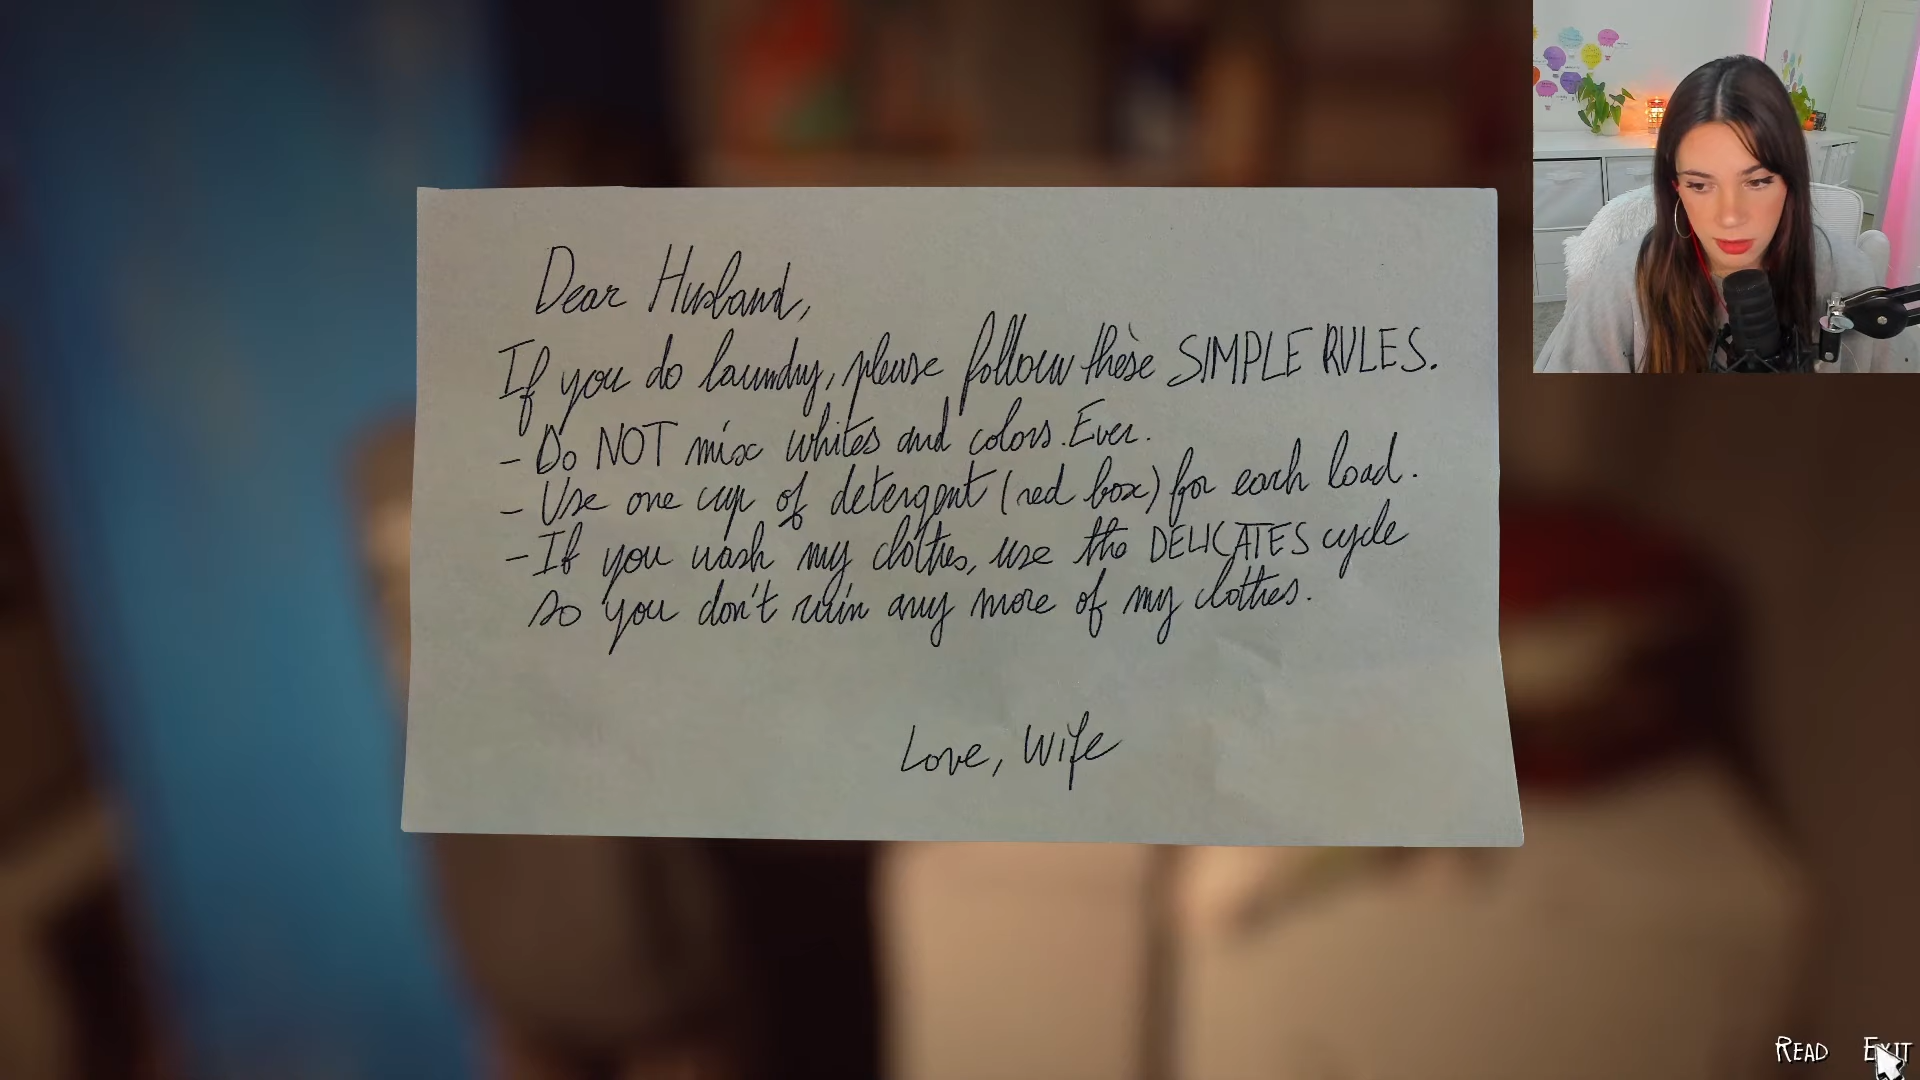 Dear Husband,
If you do laundry, please follow these SIMPLE RULES.
- Do NOT mix whites and colors. Ever.
- Use one cup of detergent (red box) for each load.
- If you wash my clothes, use the DELICATES cycle
so you don't ruin any more of my clothes.
Love, Wife
READ EXIT